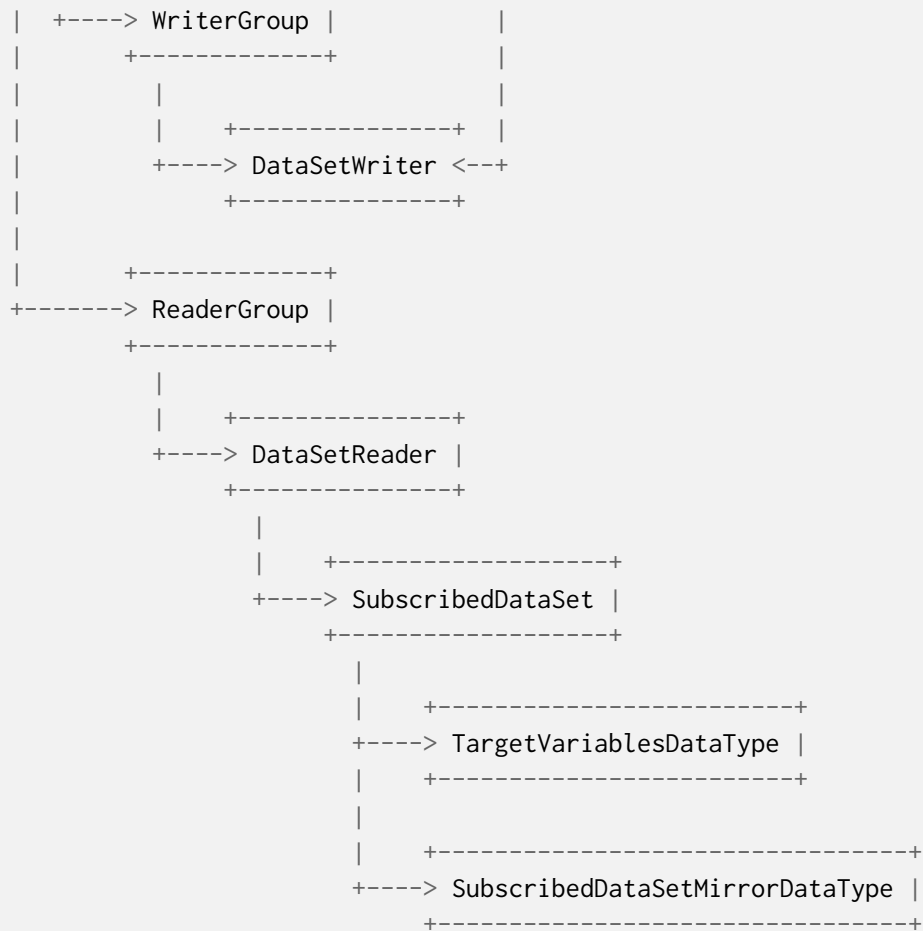 |  +----> WriterGroup |          |
|       +-------------+          |
|         |                      |
|         |    +---------------+  |
|         +----> DataSetWriter <--+
|              +---------------+
|
|       +-------------+
+-------> ReaderGroup |
        +-------------+
          |
          |    +---------------+
          +----> DataSetReader |
               +---------------+
                 |
                 |    +-------------------+
                 +----> SubscribedDataSet |
                      +-------------------+
                        |
                        |    +-------------------------+
                        +----> TargetVariablesDataType |
                        |    +-------------------------+
                        |
                        |    +---------------------------------+
                        +----> SubscribedDataSetMirrorDataType |
                             +---------------------------------+